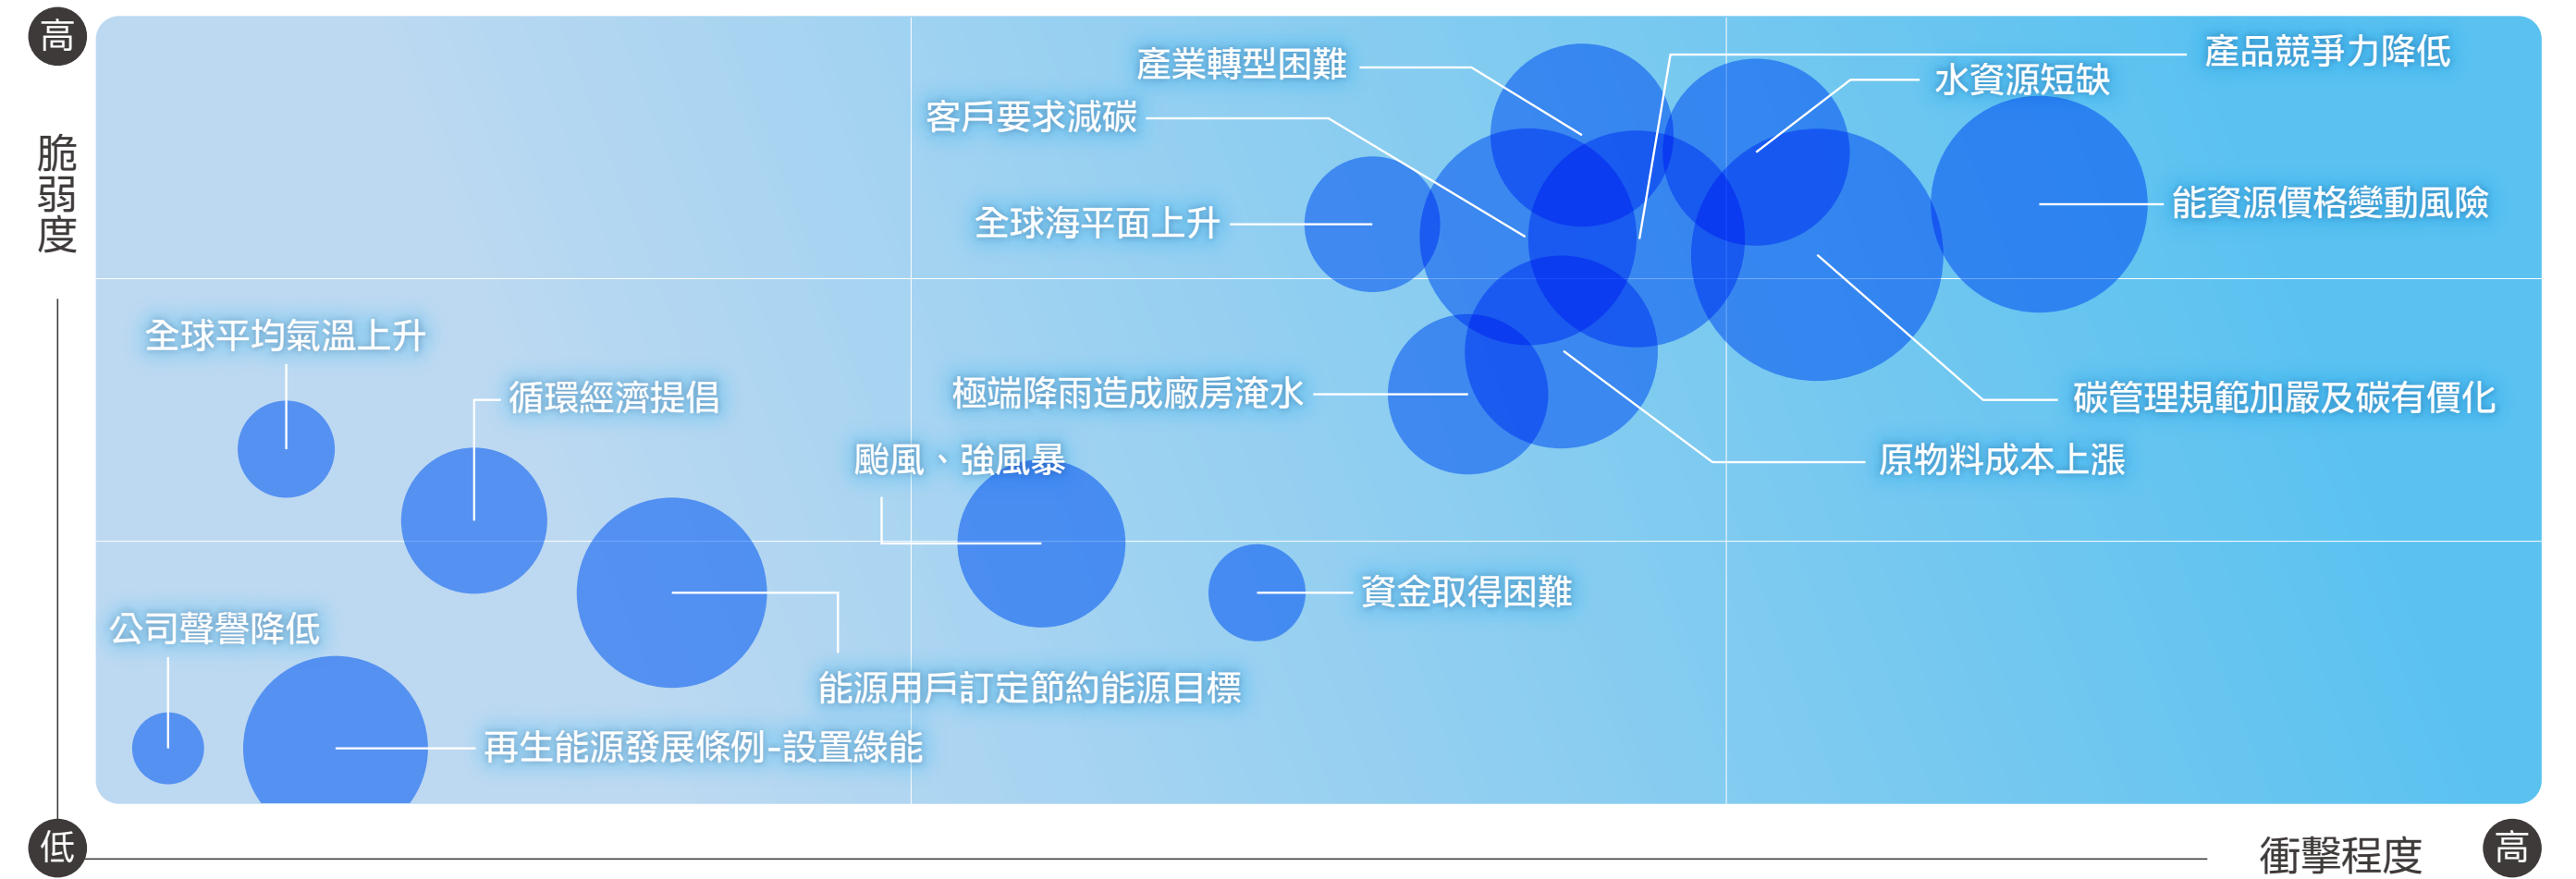 高
脆弱度
低
衝擊程度
高
產業轉型困難
產品競爭力降低
水資源短缺
客戶要求減碳
全球海平面上升
能資源價格變動風險
全球平均氣溫上升
循環經濟提倡
極端降雨造成廠房淹水
碳管理規範加嚴及碳有價化
颱風、強風暴
原物料成本上漲
資金取得困難
公司聲譽降低
能源用戶訂定節約能源目標
再生能源發展條例-設置綠能